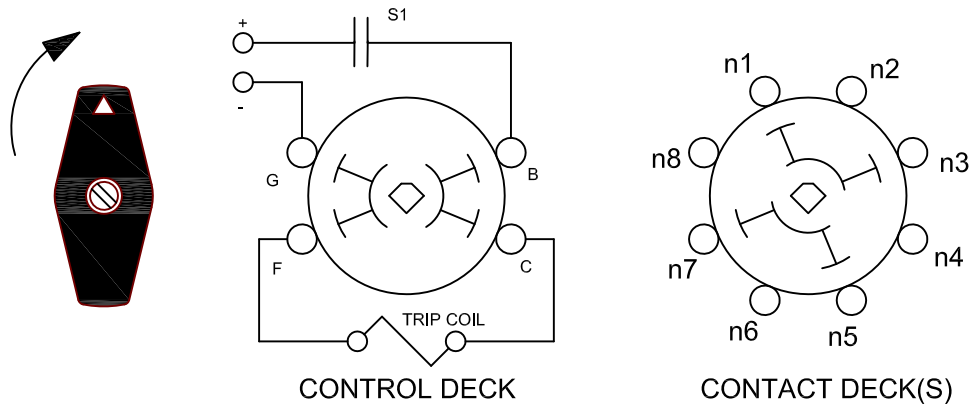 S1
+
-
G
B
F
C
TRIP COIL
CONTROL DECK
n1
n2
n8
n3
n7
n4
n6
n5
CONTACT DECK(S)